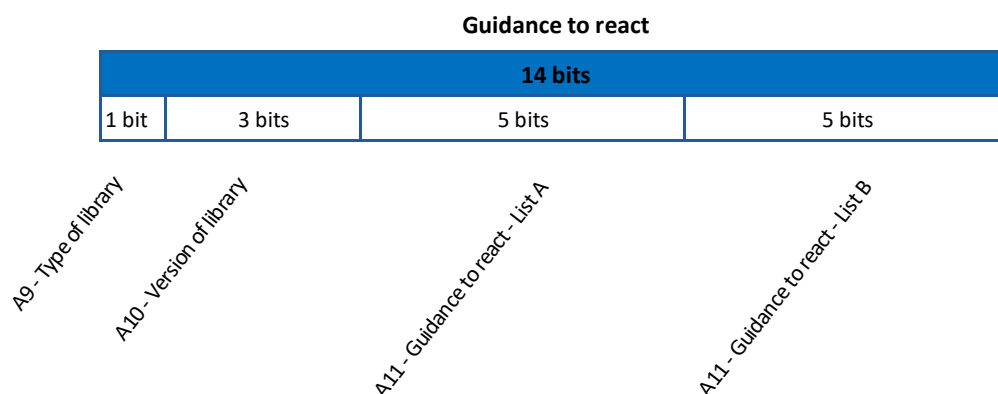 Guidance to react
14 bits
1 bit
3 bits
5 bits
5 bits
A9 - Type of library
A10 - Version of library
A11 - Guidance to react - List A
A11 - Guidance to react - List B